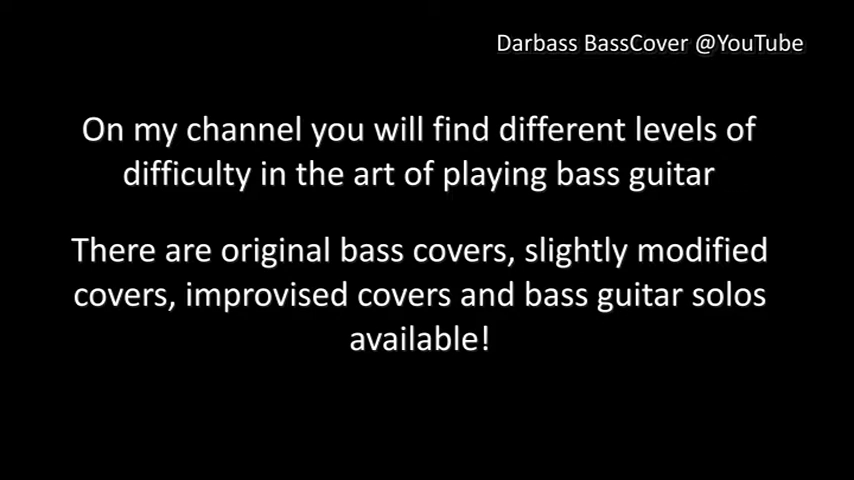 Darbass BassCover @YouTube
On my channel you will find different levels of
difficulty in the art of playing bass guitar
There are original bass covers, slightly modified
covers, improvised covers and bass guitar solos
available!